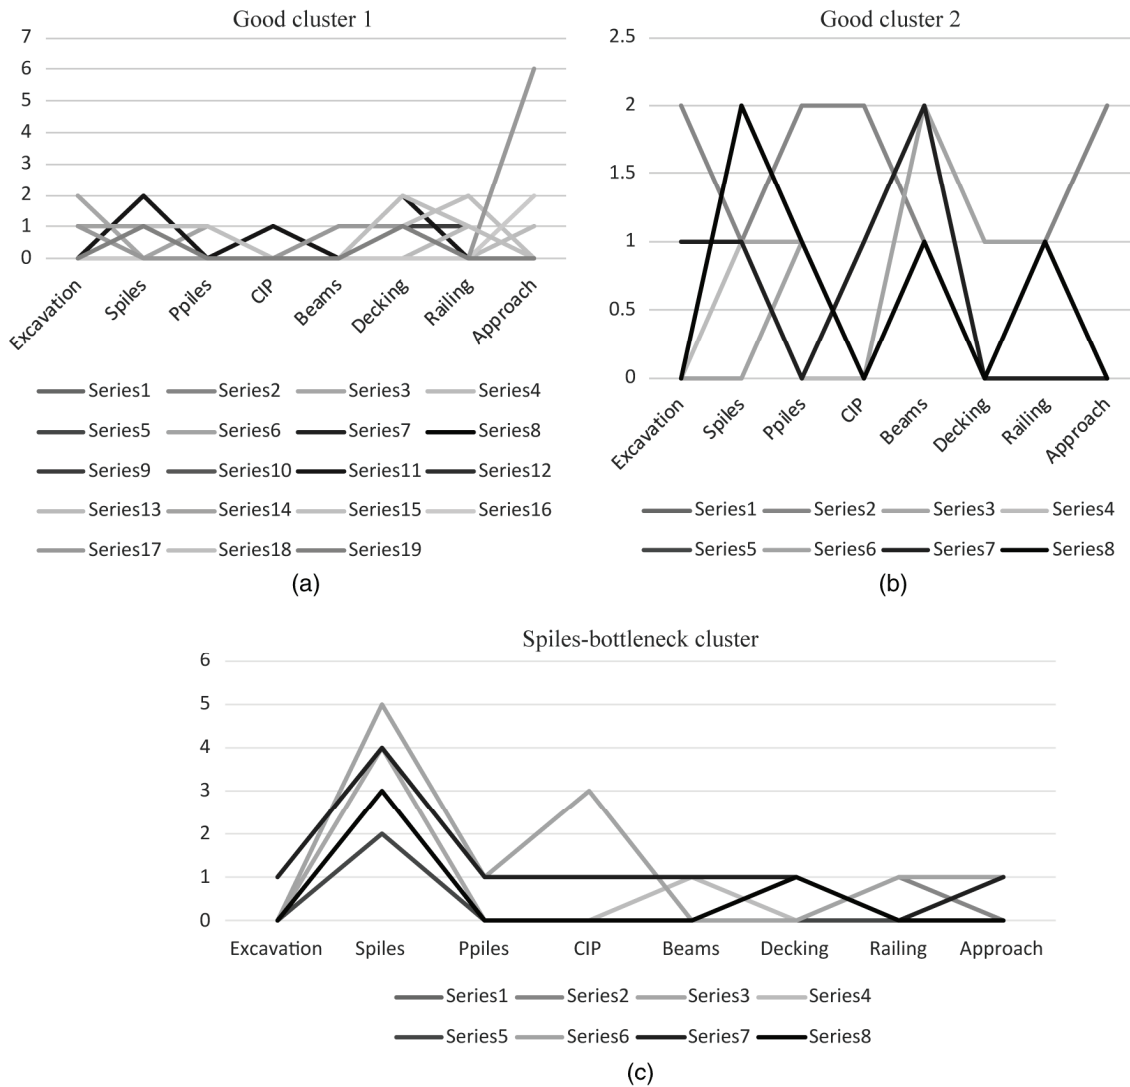 Good cluster 1
7
6
5
4
3
2
1
0
Excavation Spiles Ppiles CIP Beams Decking Railing Approach
Series1 Series2 Series3 Series4
Series5 Series6 Series7 Series8
Series9 Series10 Series11 Series12
Series13 Series14 Series15 Series16
Series17 Series18 Series19
(a)
Good cluster 2
2.5
2
1.5
1
0.5
0
Excavation Spiles Ppiles CIP Beams Decking Railing Approach
Series1 Series2 Series3 Series4
Series5 Series6 Series7 Series8
(b)
Spiles-bottleneck cluster
6
5
4
3
2
1
0
Excavation Spiles Ppiles CIP Beams Decking Railing Approach
Series1 Series2 Series3 Series4
Series5 Series6 Series7 Series8
(c)